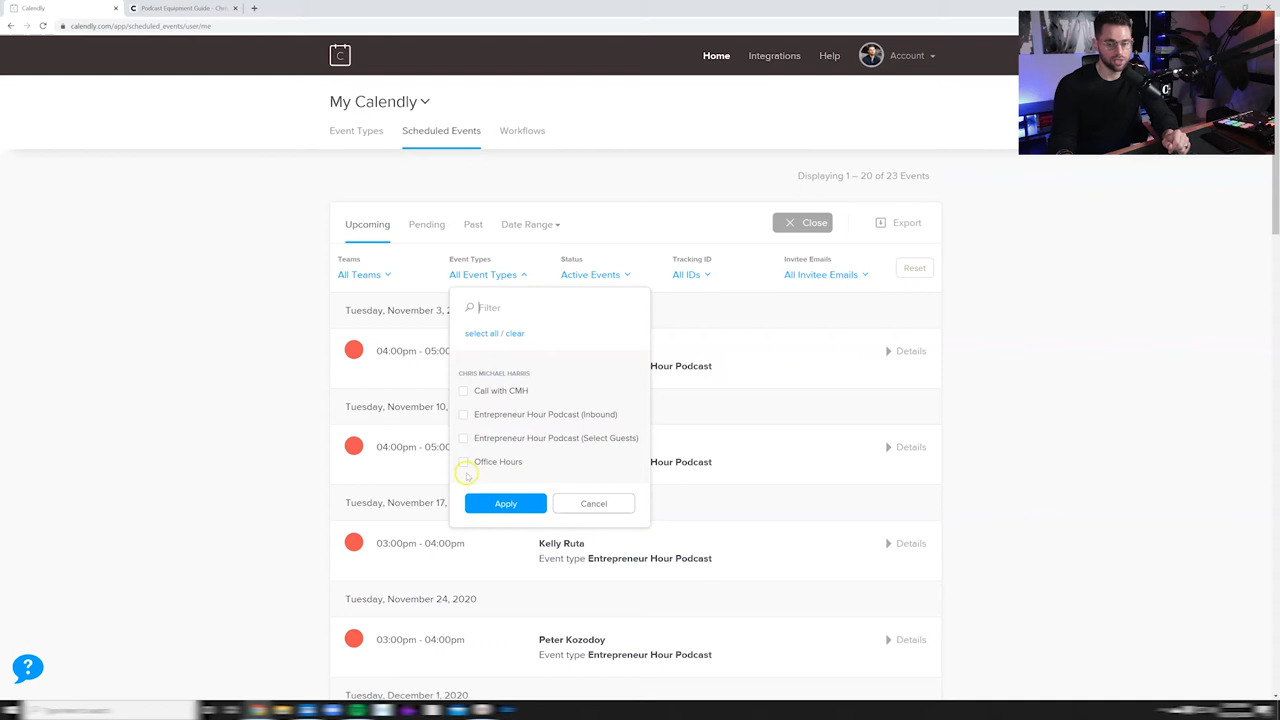 Calendly
Podcast Equipment Guide - Chris
calendly.com/app/scheduled_events/user/me
Home
Integrations
Help
Account
My Calendly
Event Types
Scheduled Events
Workflows
Displaying 1 – 20 of 23 Events
Upcoming
Pending
Past
Date Range
Close
Export
Teams
Event Types
Status
Tracking ID
Invitee Emails
All Teams
All Event Types
Active Events
All IDs
All Invitee Emails
Reset
Filter
select all / clear
CHRIS MICHAEL HARRIS
Call with CMH
Entrepreneur Hour Podcast (Inbound)
Entrepreneur Hour Podcast (Select Guests)
Office Hours
Apply
Cancel
Tuesday, November 3, 2
04:00pm - 05:00
Hour Podcast
Details
Tuesday, November 10,
04:00pm - 05:00
Hour Podcast
Details
Tuesday, November 17,
03:00pm - 04:00pm
Kelly Ruta
Event type Entrepreneur Hour Podcast
Details
Tuesday, November 24, 2020
03:00pm - 04:00pm
Peter Kozodoy
Event type Entrepreneur Hour Podcast
Details
Tuesday, December 1, 2020